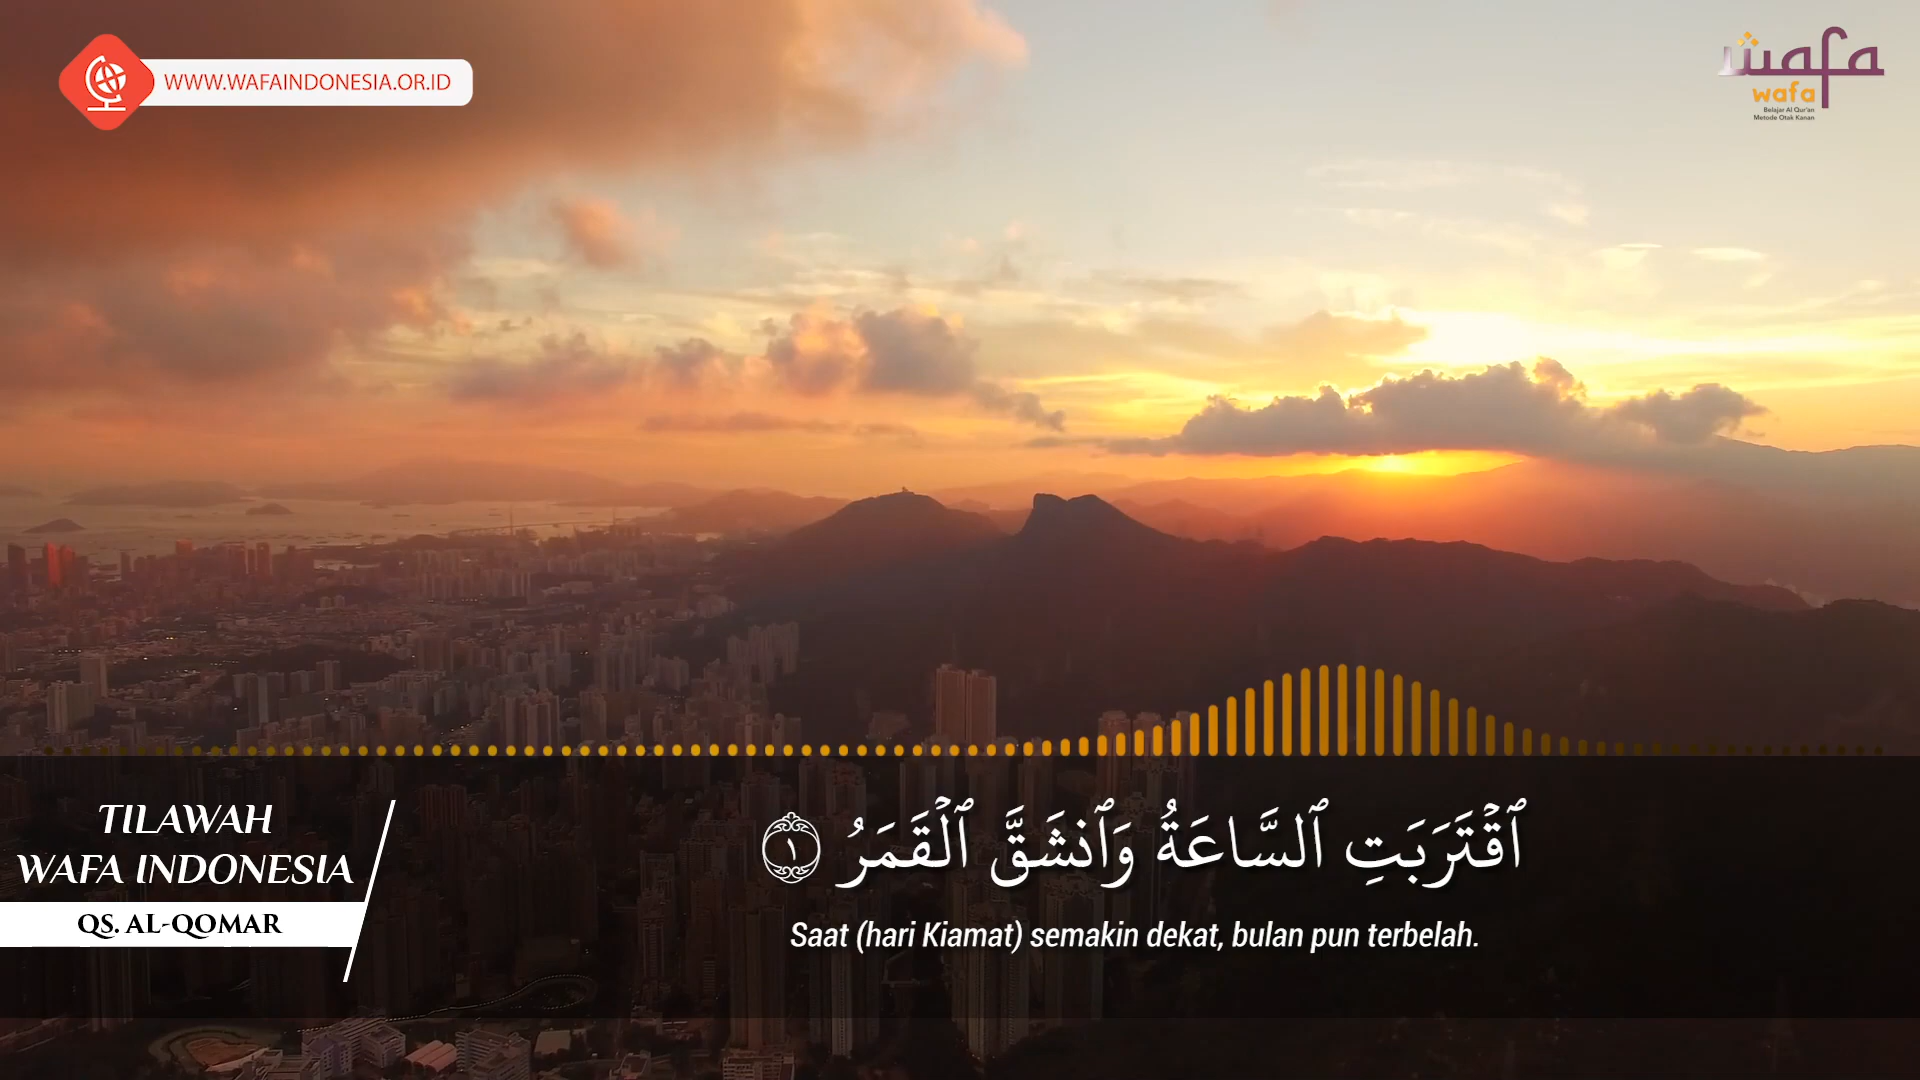 WWW.WAFAINDONESIA.OR.ID
wafa
wafa
Belajar Al Qur'an
Metode Otak Kanan
TILAWAH
WAFA INDONESIA
QS. AL-QOMAR
ٱقْتَرَبَتِ ٱلسَّاعَةُ وَٱنشَقَّ ٱلْقَمَرُ ١
Saat (hari Kiamat) semakin dekat, bulan pun terbelah.